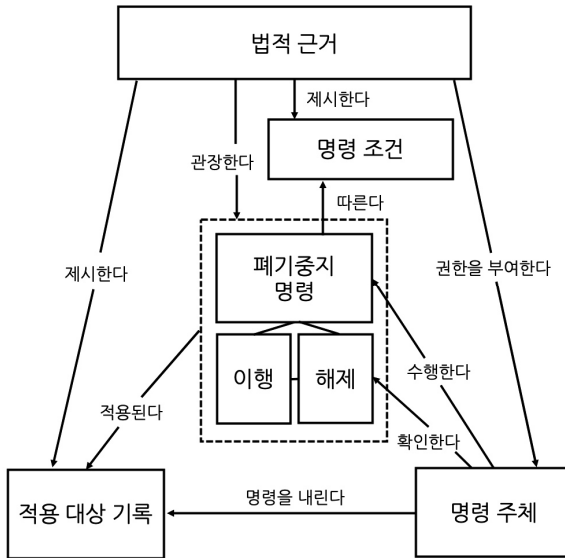 법적 근거
제시한다
명령 조건
관장한다
따른다
폐기중지
명령
제시한다
권한을 부여한다
이행
해제
수행한다
적용된다
확인한다
명령을 내린다
적용 대상 기록
명령 주체